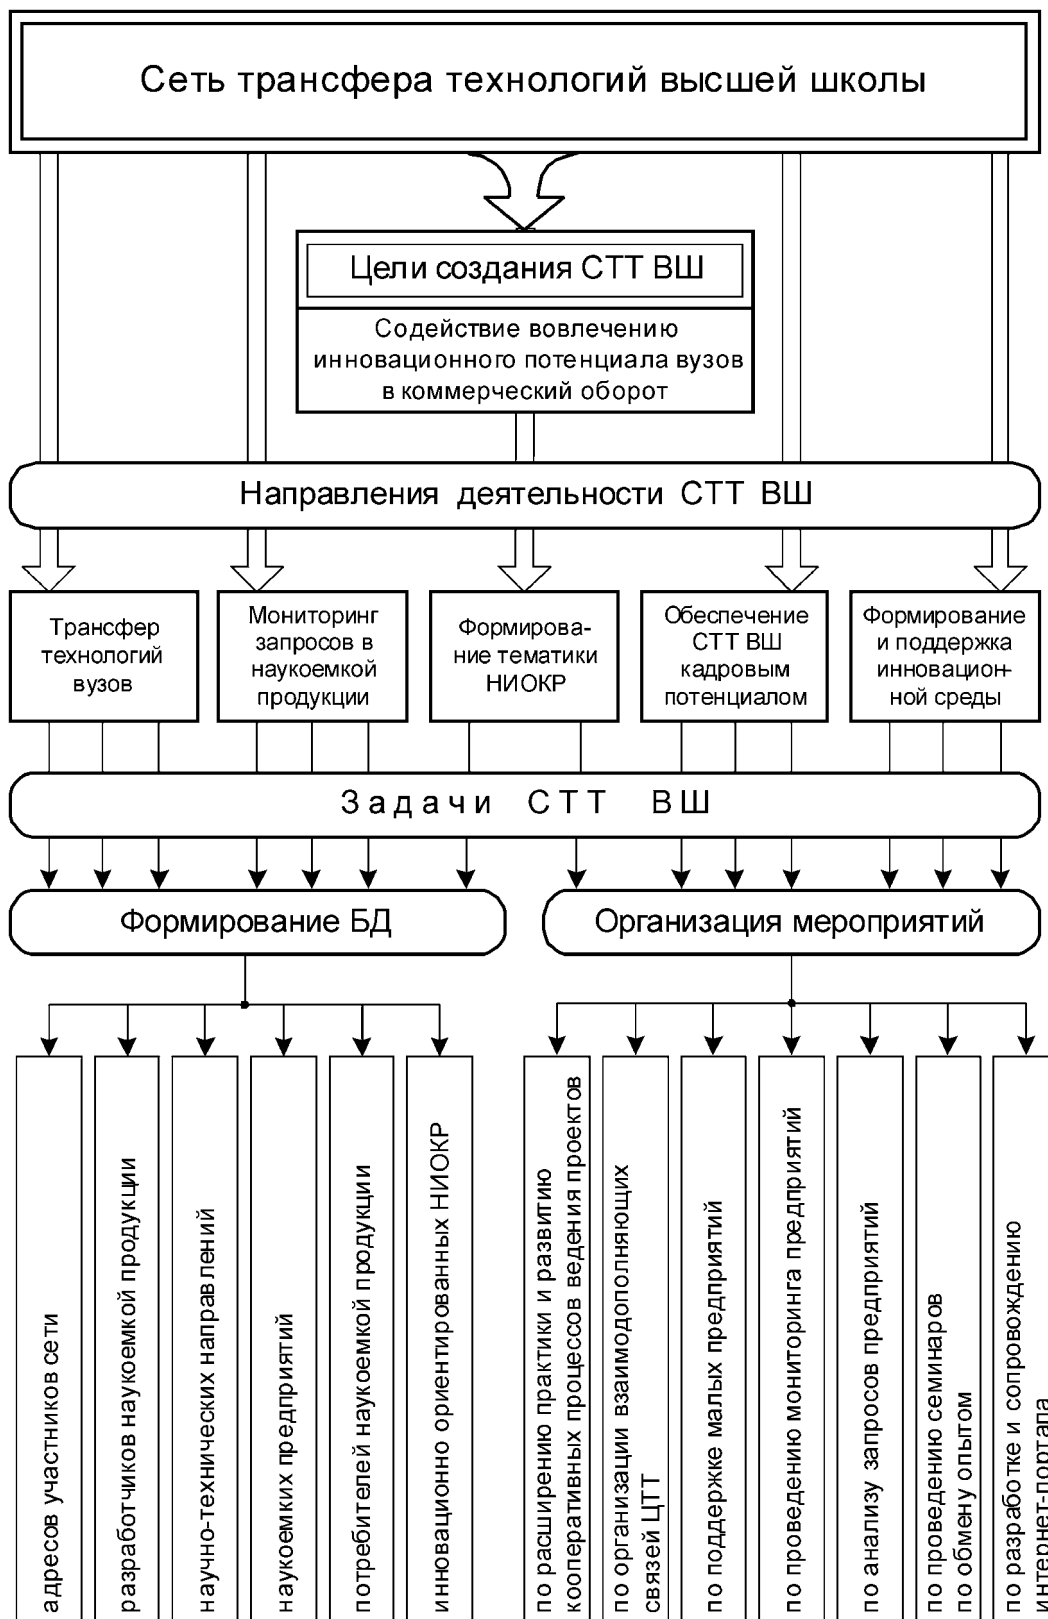 Сеть трансфера технологий высшей школы
Цели создания СТТ ВШ
Содействие вовлечению
инновационного потенциала вузов
в коммерческий оборот
Направления деятельности СТТ ВШ
Трансфер
технологий
вузов
Мониторинг
запросов в
наукоемкой
продукции
Формирова-
ние тематики
НИОКР
Обеспечение
СТТ ВШ
кадровым
потенциалом
Формирование
и поддержка
инновацион-
ной среды
Задачи СТТ ВШ
Формирование БД
Организация мероприятий
адресов участников сети
разработчиков наукоемкой продукции
научно-технических направлений
наукоемких предприятий
потребителей наукоемкой продукции
инновационно ориентированных НИОКР
по расширению практики и развитию
кооперативных процессов ведения проектов
по организации взаимодополняющих
связей ЦТТ
по поддержке малых предприятий
по проведению мониторинга предприятий
по анализу запросов предприятий
по проведению семинаров
по обмену опытом
по разработке и сопровождению
интернет-портала